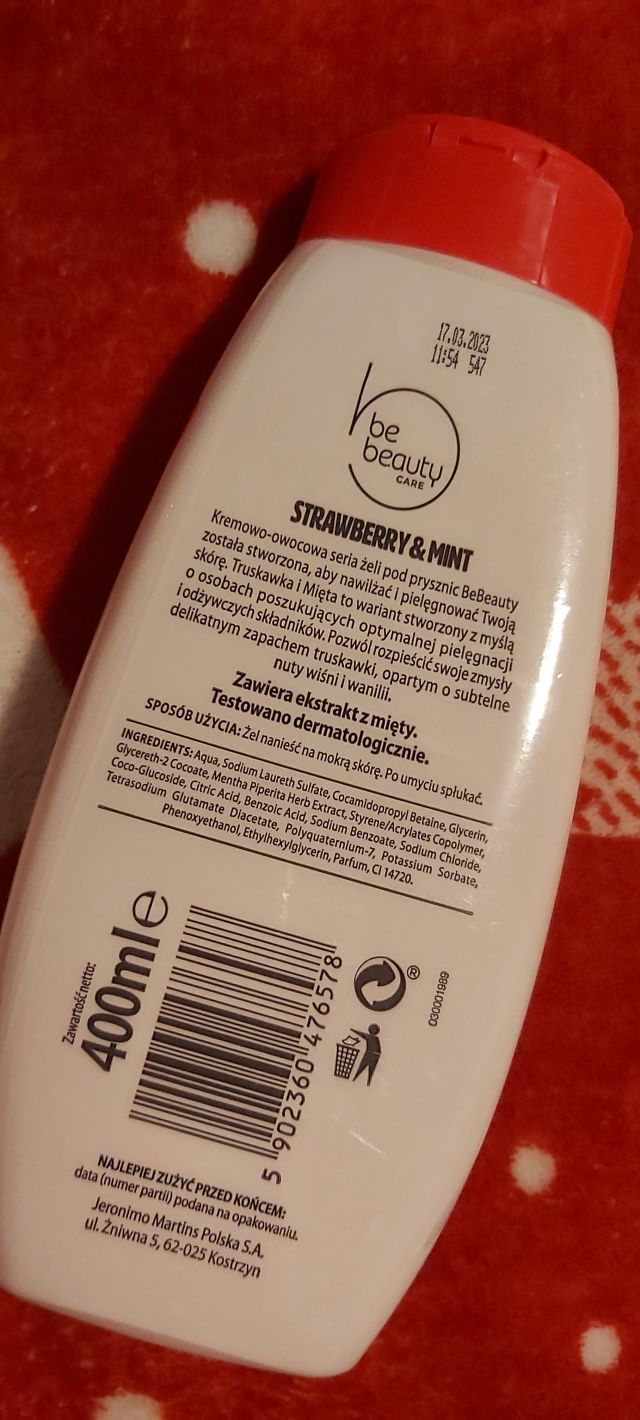 17.03.2023
11:54 547
be
beauty
CARE
STRAWBERRY & MINT
Kremowo-owocowa seria żeli pod prysznic BeBeauty
została stworzona, aby nawilżać i pielęgnować Twoją
skórę. Truskawka i Mięta to wariant stworzony z myślą
o osobach poszukujących optymalnej pielęgnacji
i odżywczych składników. Pozwól rozpieścić swoje zmysły
delikatnym zapachem truskawki, opartym o subtelne
nuty wiśni i wanilii.
Zawiera ekstrakt z mięty.
Testowano dermatologicznie.
SPOSÓB UŻYCIA: Żel nanieść na mokrą skórę. Po umyciu spłukać.
INGREDIENTS: Aqua, Sodium Laureth Sulfate, Cocamidopropyl Betaine, Glycerin,
Glycereth-2 Cocoate, Mentha Piperita Herb Extract, Styrene/Acrylates Copolymer,
Coco-Glucoside, Citric Acid, Benzoic Acid, Sodium Benzoate, Sodium Chloride,
Tetrasodium Glutamate Diacetate, Polyquaternium-7, Potassium Sorbate,
Phenoxyethanol, Ethylhexylglycerin, Parfum, CI 14720.
Zawartość netto:
400ml e
5 902360 476578
®
030001989
NAJLEPIEJ ZUŻYĆ PRZED KOŃCEM:
data (numer partii) podana na opakowaniu.
Jeronimo Martins Polska S.A.
ul. Żniwna 5, 62-025 Kostrzyn